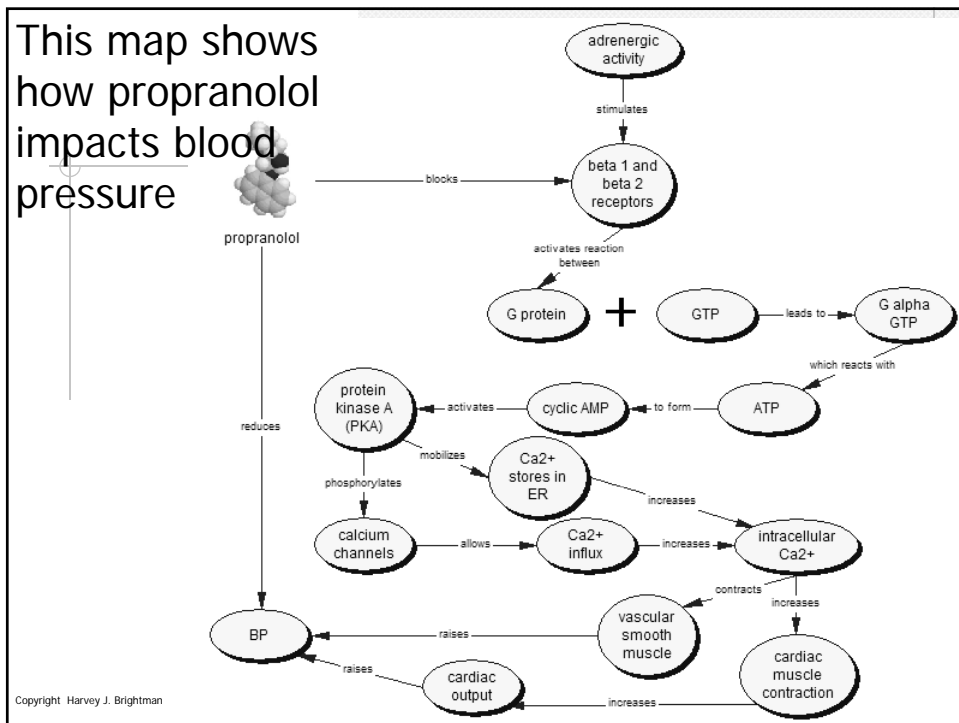 This map shows
how propranolol
impacts blood
pressure
adrenergic
activity
stimulates
beta 1 and
beta 2
receptors
blocks
propranolol
activates reaction
between
G protein
+
GTP
leads to
G alpha
GTP
which reacts with
ATP
to form
cyclic AMP
activates
protein
kinase A
(PKA)
reduces
mobilizes
Ca2+
stores in
ER
increases
phosphorylates
calcium
channels
allows
Ca2+
influx
increases
intracellular
Ca2+
contracts
increases
vascular
smooth
muscle
raises
BP
cardiac
muscle
contraction
increases
cardiac
output
raises
Copyright Harvey J. Brightman